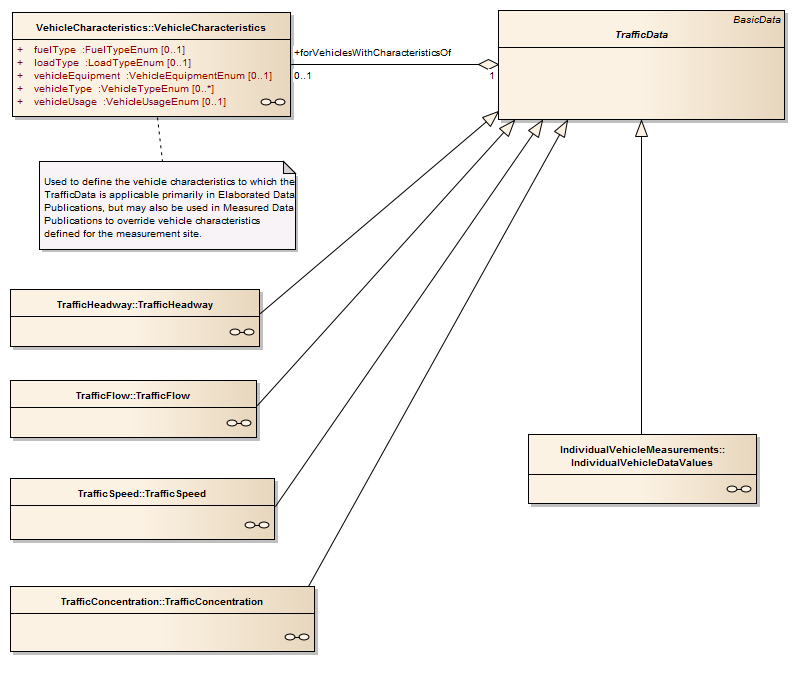 VehicleCharacteristics::VehicleCharacteristics
+ fuelType :FuelTypeEnum [0..1]
+ loadType :LoadTypeEnum [0..1]
+ vehicleEquipment :VehicleEquipmentEnum [0..1]
+ vehicleType :VehicleTypeEnum [0..*]
+ vehicleUsage :VehicleUsageEnum [0..1]
+forVehiclesWithCharacteristicsOf
0..1
1
BasicData
TrafficData
Used to define the vehicle characteristics to which the
TrafficData is applicable primarily in Elaborated Data
Publications, but may also be used in Measured Data
Publications to override vehicle characteristics
defined for the measurement site.
TrafficHeadway::TrafficHeadway
TrafficFlow::TrafficFlow
TrafficSpeed::TrafficSpeed
TrafficConcentration::TrafficConcentration
IndividualVehicleMeasurements::
IndividualVehicleDataValues